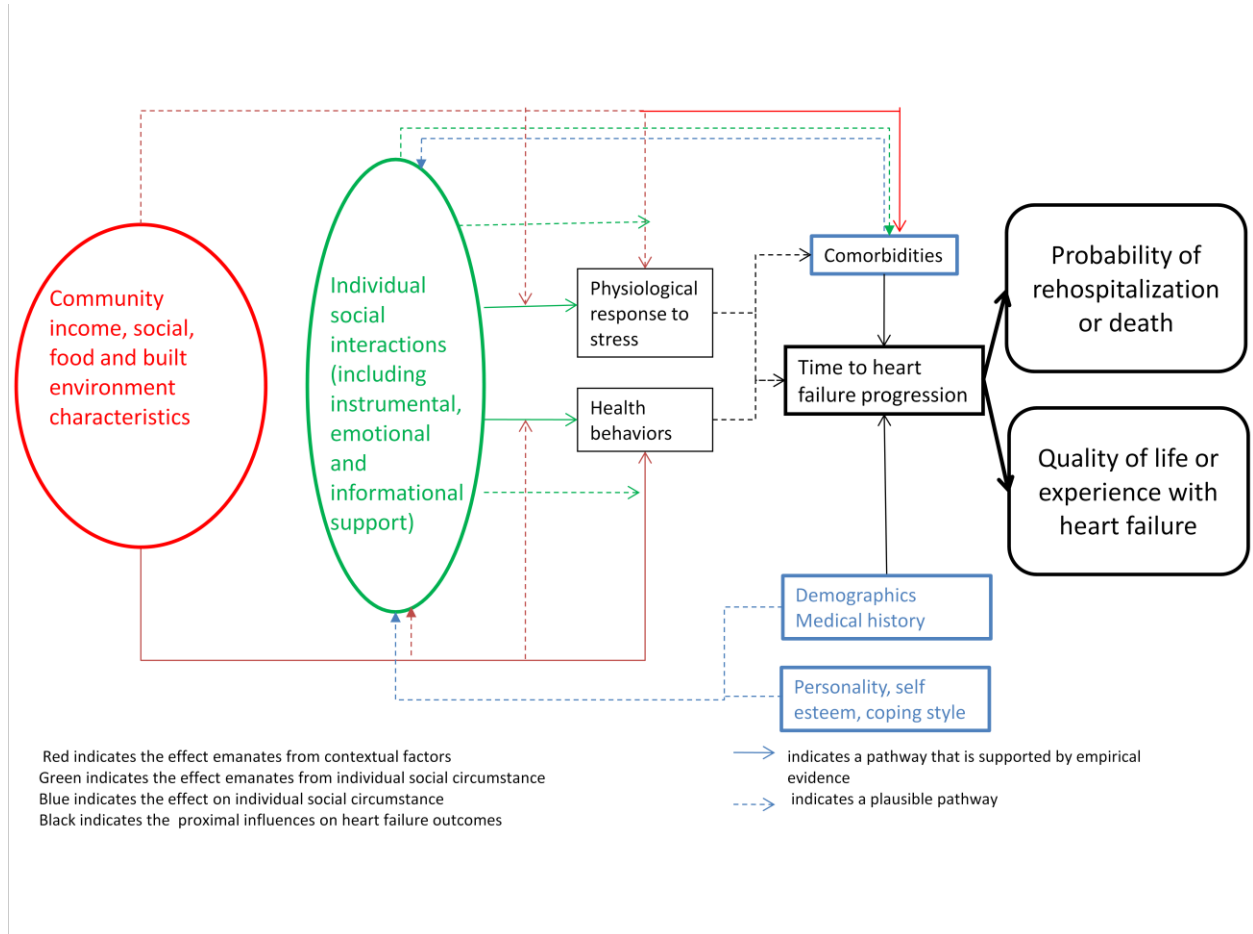 Community
income, social,
food and built
environment
characteristics
Individual
social
interactions
(including
instrumental,
emotional
and
informational
support)
Physiological
response to
stress
Health
behaviors
Comorbidities
Time to heart
failure progression
Probability of
rehospitalization
or death
Quality of life or
experience with
heart failure
Demographics
Medical history
Personality, self
esteem, coping style
Red indicates the effect emanates from contextual factors
Green indicates the effect emanates from individual social circumstance
Blue indicates the effect on individual social circumstance
Black indicates the proximal influences on heart failure outcomes
indicates a pathway that is supported by empirical
evidence
indicates a plausible pathway